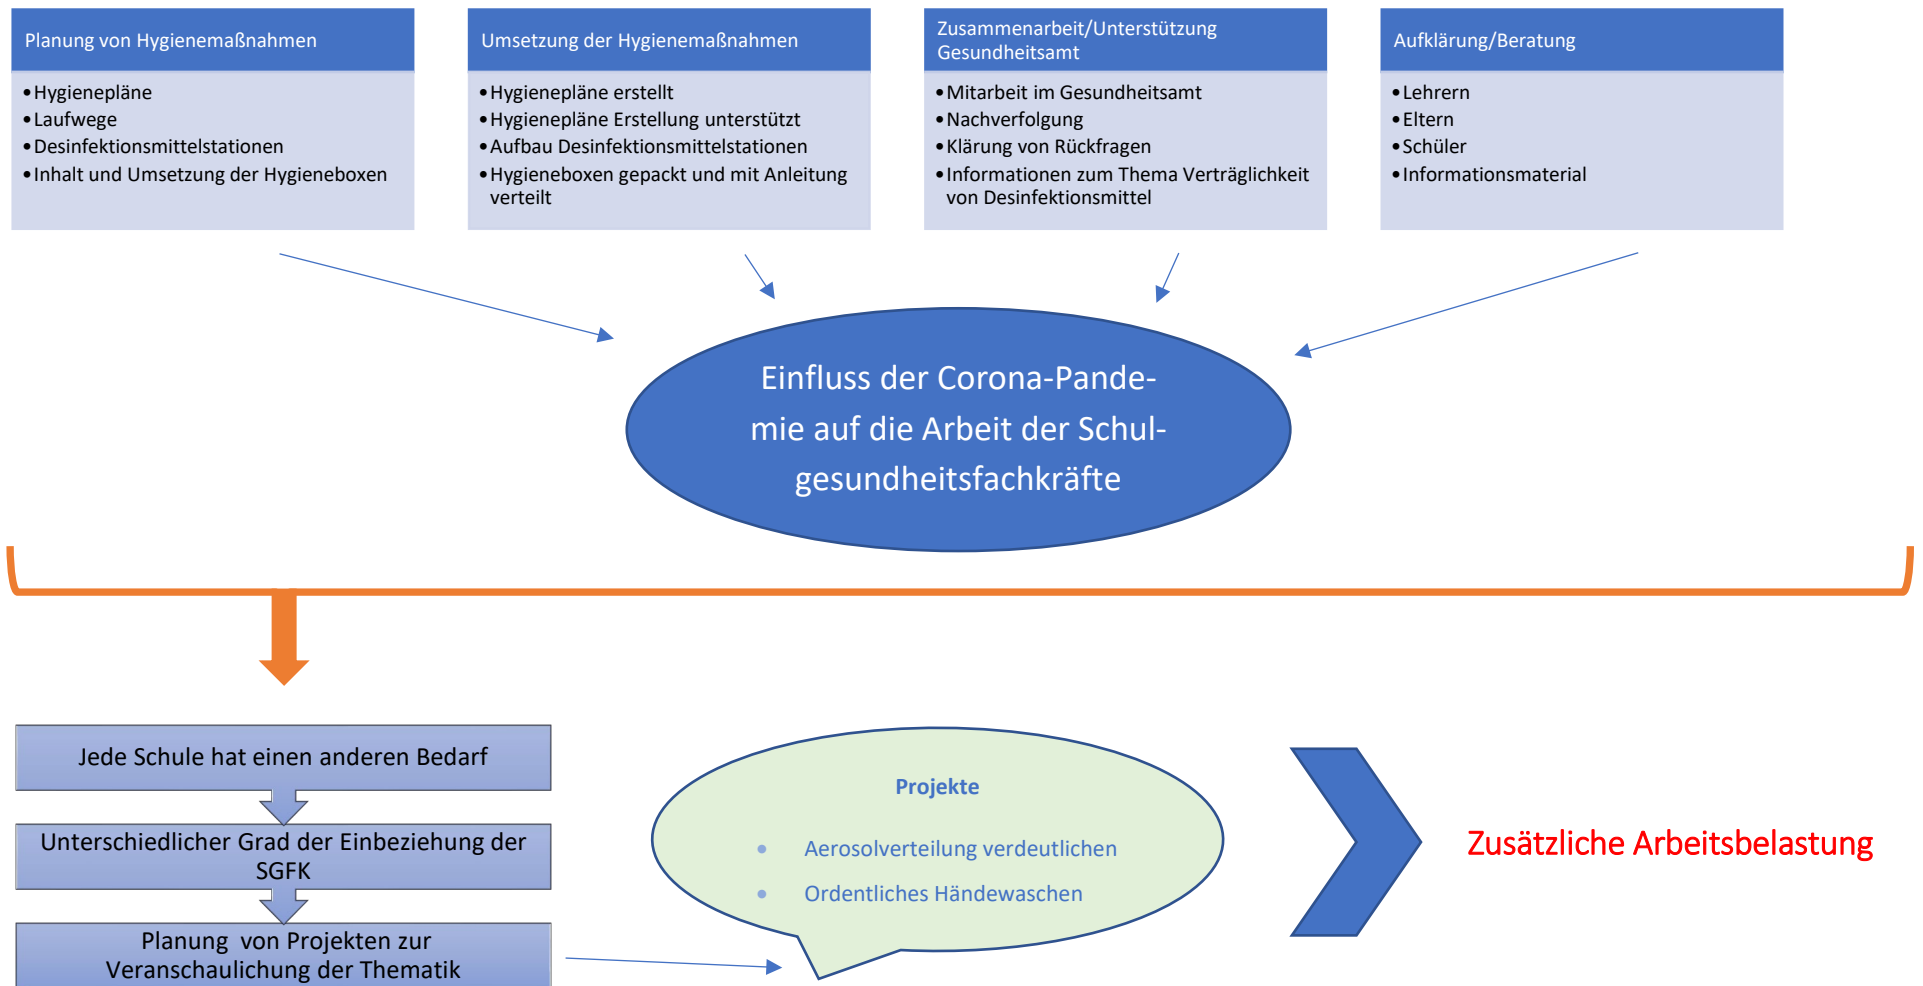 Planung von Hygienemaßnahmen
•Hygienepläne
•Laufwege
•Desinfektionsmittelstationen
•Inhalt und Umsetzung der Hygieneboxen
Umsetzung der Hygienemaßnahmen
•Hygienepläne erstellt
•Hygienepläne Erstellung unterstützt
•Aufbau Desinfektionsmittelstationen
•Hygieneboxen gepackt und mit Anleitung
verteilt
Zusammenarbeit/Unterstützung
Gesundheitsamt
•Mitarbeit im Gesundheitsamt
•Nachverfolgung
•Klärung von Rückfragen
•Informationen zum Thema Verträglichkeit
von Desinfektionsmittel
Aufklärung/Beratung
•Lehrern
•Eltern
•Schüler
•Informationsmaterial
Einfluss der Corona-Pande-
mie auf die Arbeit der Schul-
gesundheitsfachkräfte
Jede Schule hat einen anderen Bedarf
Unterschiedlicher Grad der Einbeziehung der
SGFK
Planung von Projekten zur
Veranschaulichung der Thematik
Projekte
• Aerosolverteilung verdeutlichen
• Ordentliches Händewaschen
Zusätzliche Arbeitsbelastung